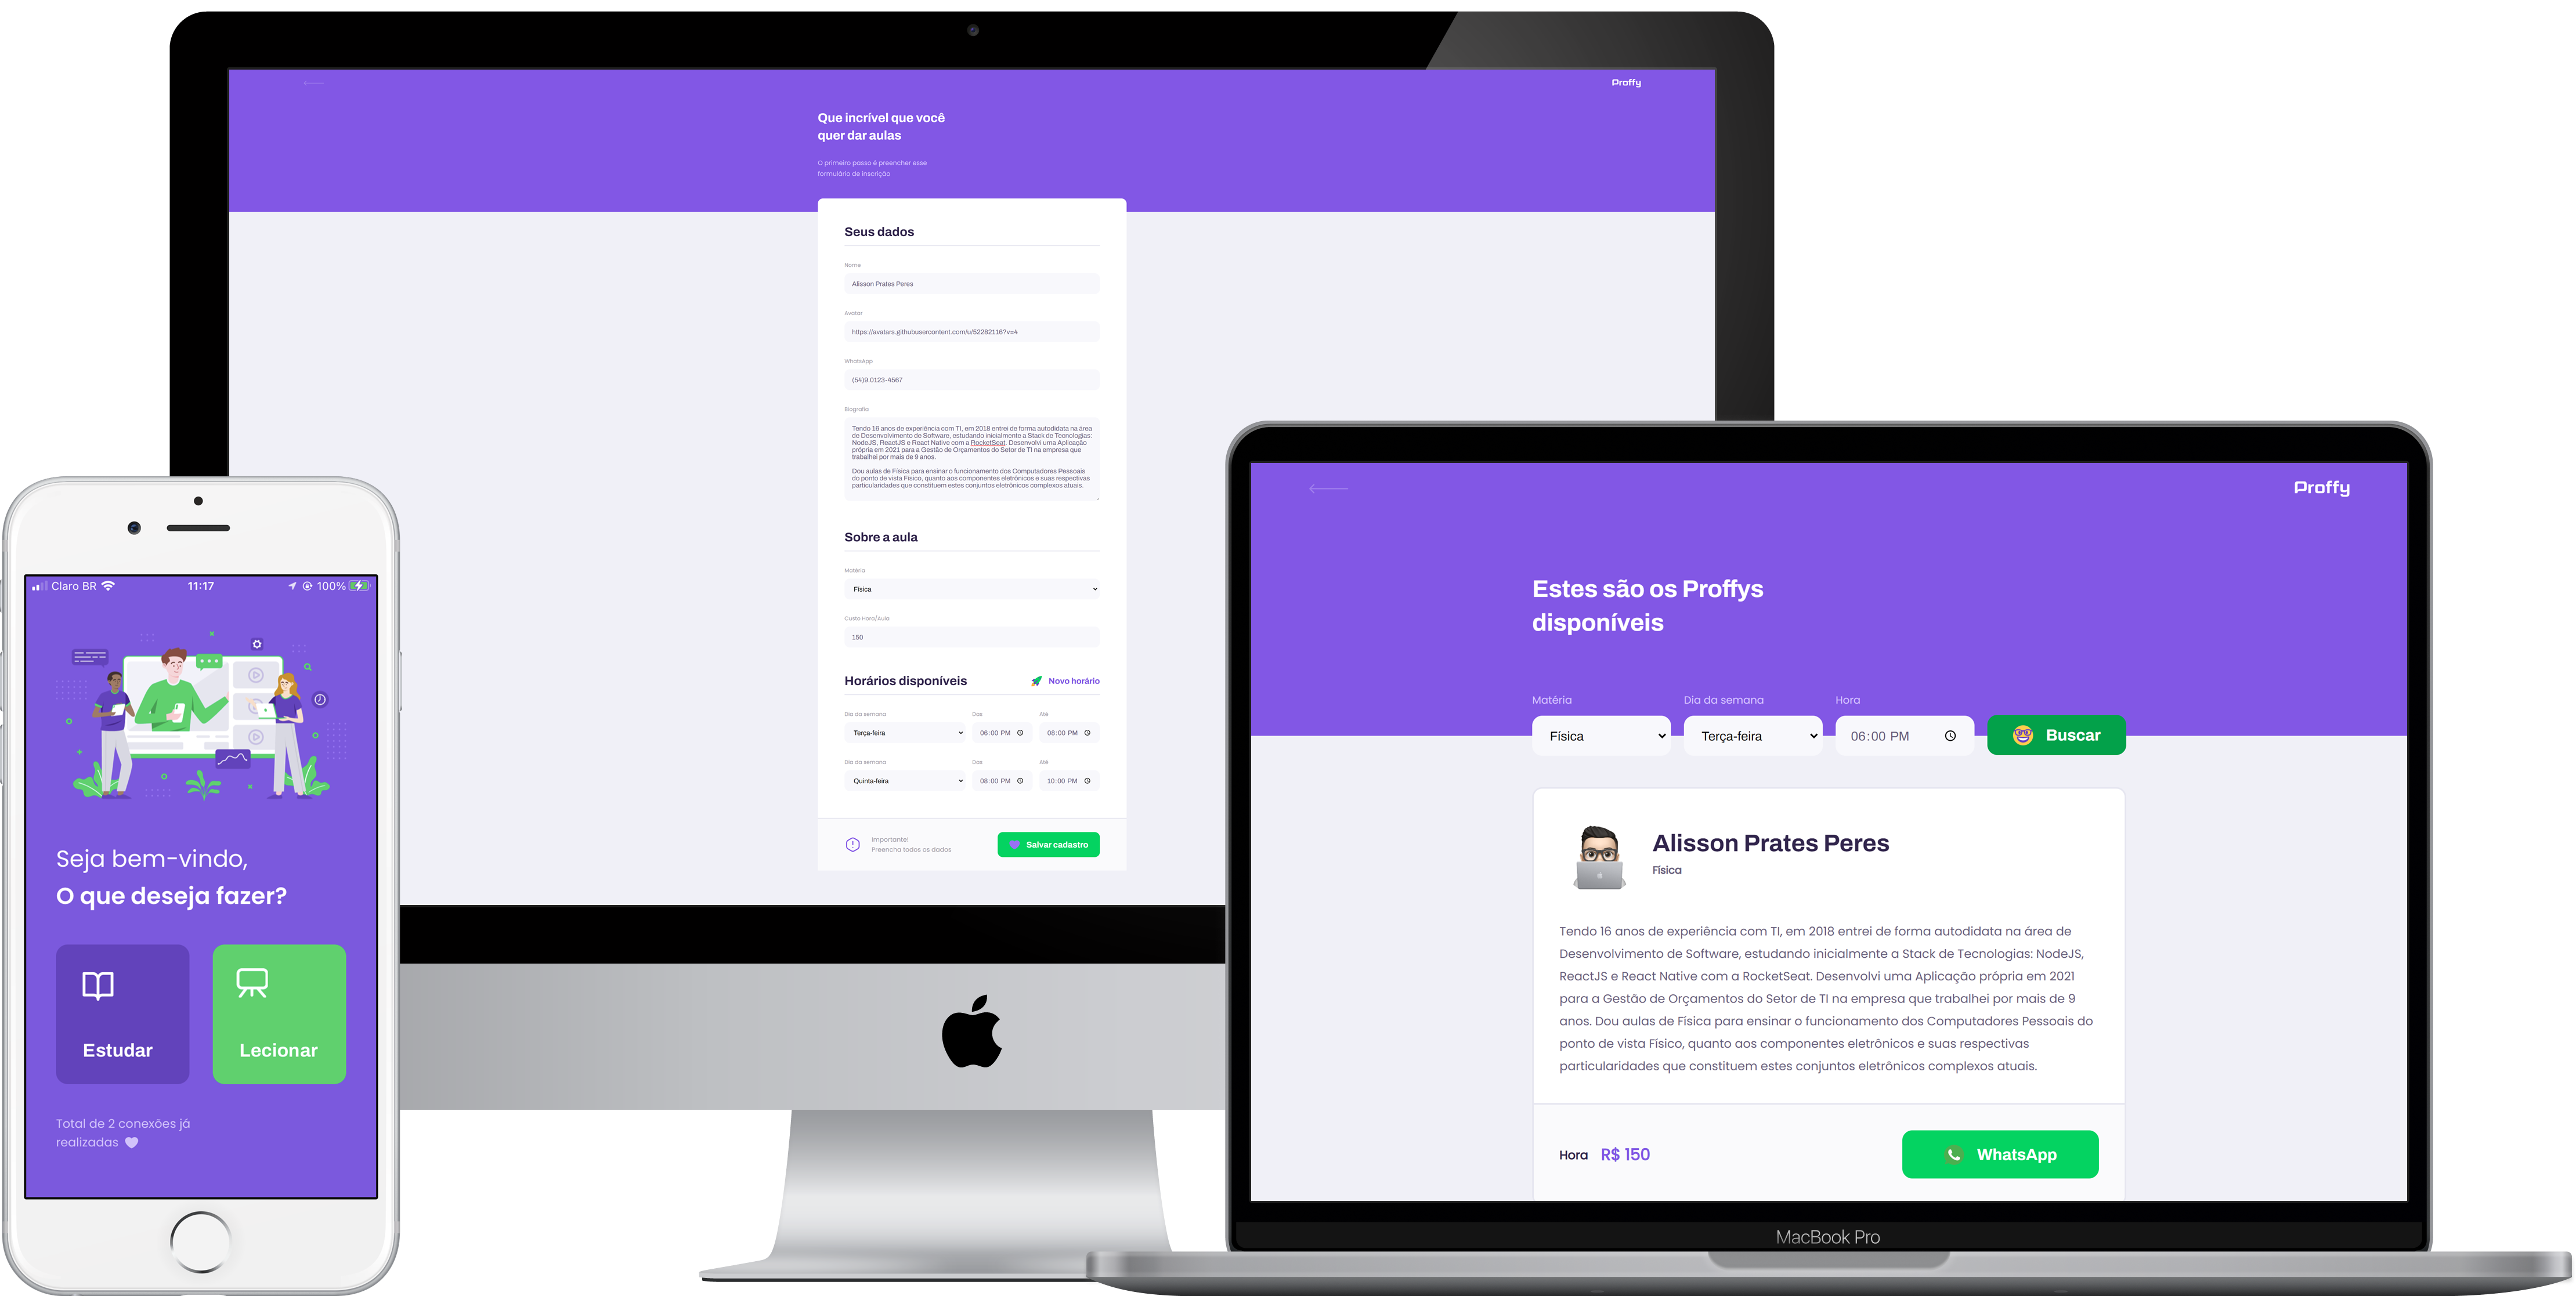 Proffy
Que incrível que você
quer dar aulas
O primeiro passo é preencher esse
formulário de inscrição
Seus dados
Nome
Alisson Prates Peres
Avatar
https://avatars.githubusercontent.com/u/52282116?v=4
WhatsApp
(54)9.0123-4567
Biografia
Tendo 16 anos de experiência com TI, em 2018 entrei de forma autodidata na área
de Desenvolvimento de Software, estudando inicialmente a Stack de Tecnologias:
NodeJS, ReactJS e React Native com a RocketSeat. Desenvolvi uma Aplicação
própria em 2021 para a Gestão de Orçamentos do Setor de TI na empresa que
trabalhei por mais de 9 anos.
Dou aulas de Física para ensinar o funcionamento dos Computadores Pessoais
do ponto de vista Físico, quanto aos componentes eletrônicos e suas respectivas
particularidades que constituem estes conjuntos eletrônicos complexos atuais.
Sobre a aula
Matéria
Física
Custo Hora/Aula
150
Horários disponíveis Novo horário
Dia da semana Das Até
Terça-feira 06:00 PM 08:00 PM
Dia da semana Das Até
Quinta-feira 08:00 PM 10:00 PM
Importante!
Preencha todos os dados
Salvar cadastro
Claro BR 11:17 100%
Seja bem-vindo,
O que deseja fazer?
Estudar Lecionar
Total de 2 conexões já
realizadas
Proffy
Estes são os Proffys
disponíveis
Matéria Dia da semana Hora
Física Terça-feira 06:00 PM Buscar
Alisson Prates Peres
Física
Tendo 16 anos de experiência com TI, em 2018 entrei de forma autodidata na área de
Desenvolvimento de Software, estudando inicialmente a Stack de Tecnologias: NodeJS,
ReactJS e React Native com a RocketSeat. Desenvolvi uma Aplicação própria em 2021
para a Gestão de Orçamentos do Setor de TI na empresa que trabalhei por mais de 9
anos. Dou aulas de Física para ensinar o funcionamento dos Computadores Pessoais do
ponto de vista Físico, quanto aos componentes eletrônicos e suas respectivas
particularidades que constituem estes conjuntos eletrônicos complexos atuais.
Hora R$ 150 WhatsApp
MacBook Pro